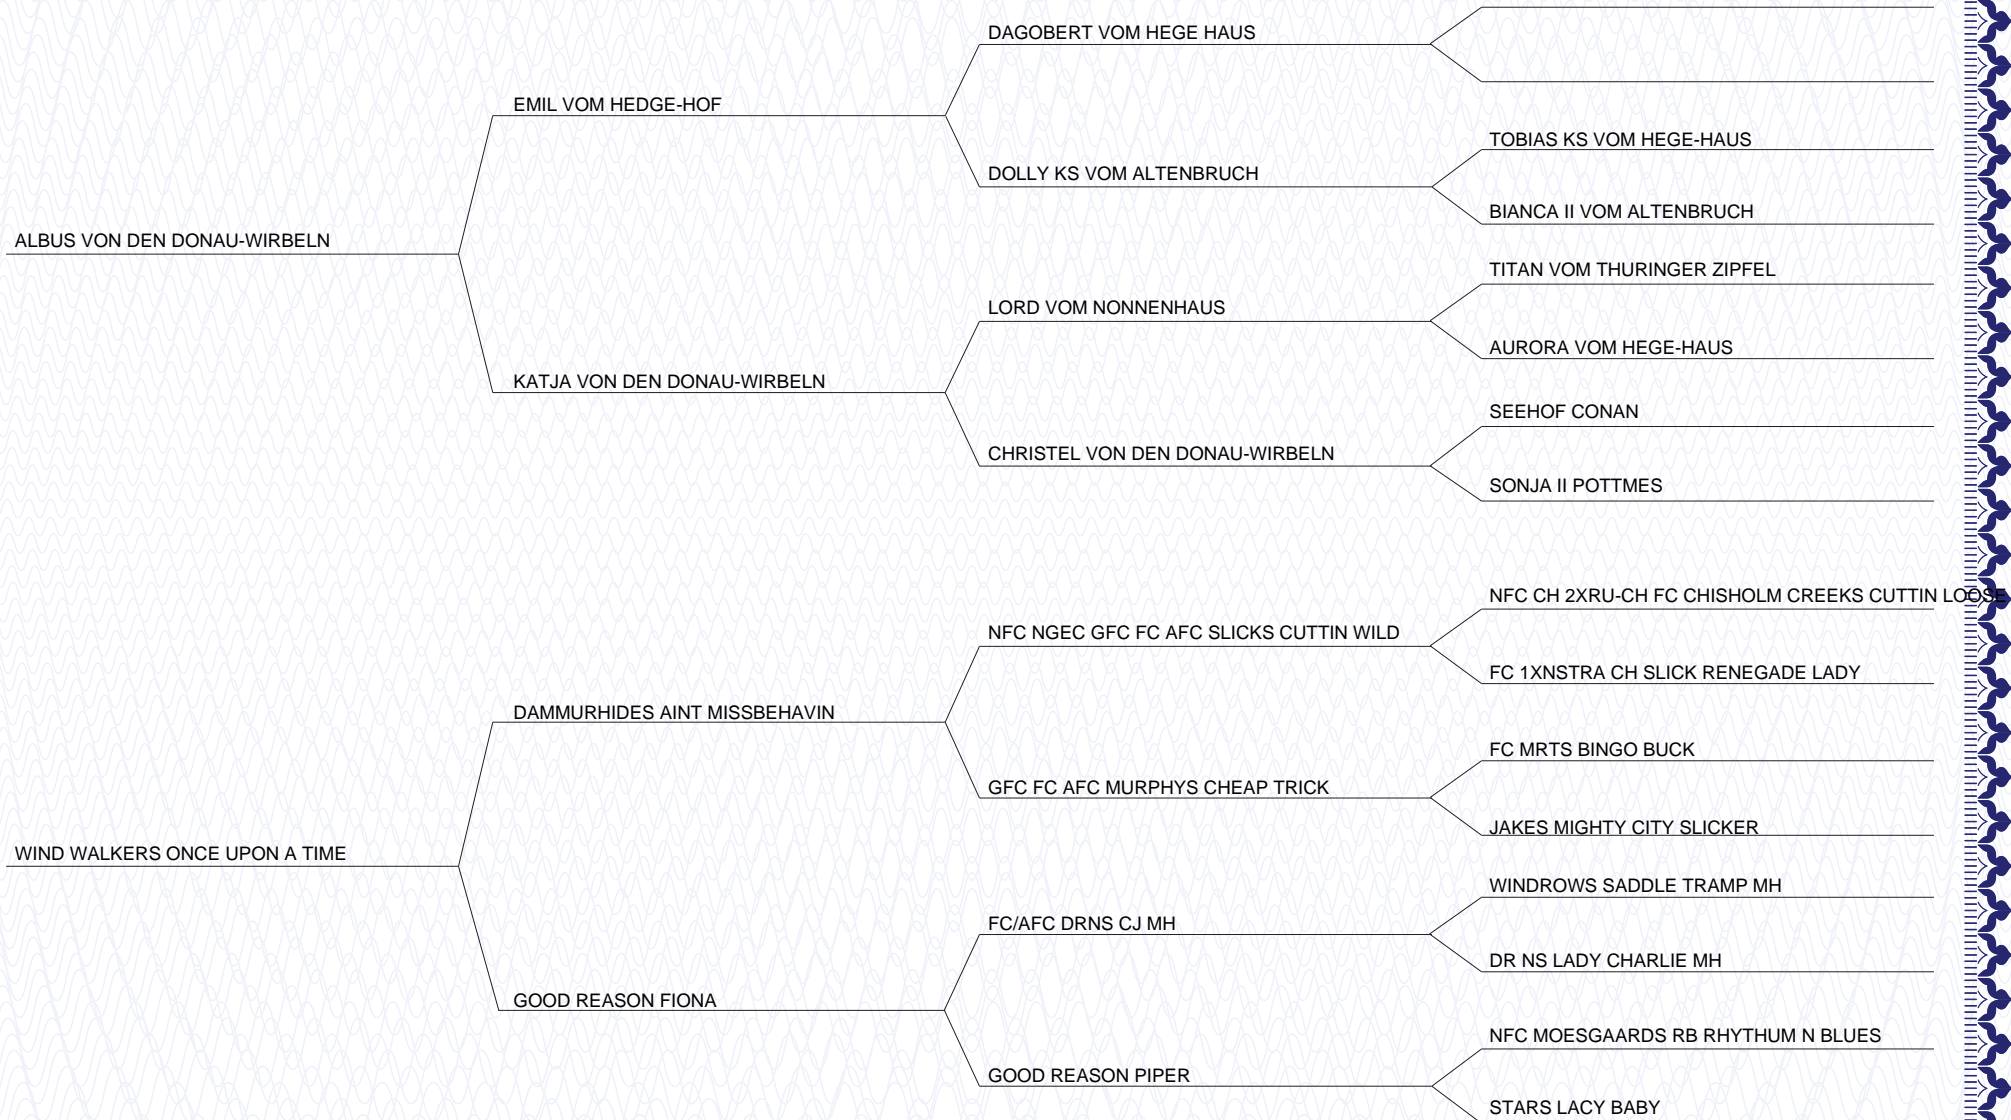 DAGOBERT VOM HEGE HAUS
EMIL VOM HEDGE-HOF
TOBIAS KS VOM HEGE-HAUS
DOLLY KS VOM ALTENBRUCH
BIANCA II VOM ALTENBRUCH
ALBUS VON DEN DONAU-WIRBELN
TITAN VOM THURINGER ZIPFEL
LORD VOM NONNENHAUS
AURORA VOM HEGE-HAUS
KATJA VON DEN DONAU-WIRBELN
SEEHOF CONAN
CHRISTEL VON DEN DONAU-WIRBELN
SONJA II POTTMES
NFC CH 2XRU-CH FC CHISHOLM CREEKS CUTTIN LOOSE
NFC NGEC GFC FC AFC SLICKS CUTTIN WILD
FC 1XNSTRA CH SLICK RENEGADE LADY
DAMMURHIDES AINT MISSBEHAVIN
FC MRTS BINGO BUCK
GFC FC AFC MURPHYS CHEAP TRICK
JAKES MIGHTY CITY SLICKER
WIND WALKERS ONCE UPON A TIME
WINDROWS SADDLE TRAMP MH
FC/AFC DRNS CJ MH
DR NS LADY CHARLIE MH
GOOD REASON FIONA
NFC MOESGAARDS RB RHYTHUM N BLUES
GOOD REASON PIPER
STARS LACY BABY